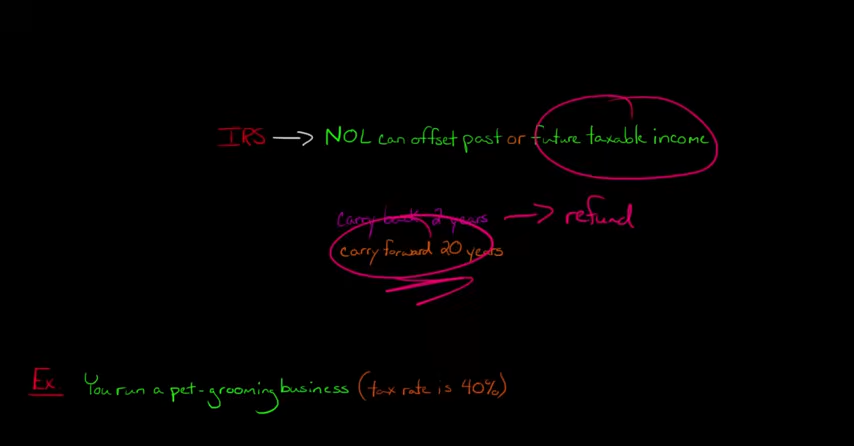 IRS → NOL can offset past or future taxable income
carry back 2 years → refund
carry forward 20 years
Ex. You run a pet-grooming business (tax rate is 40%)